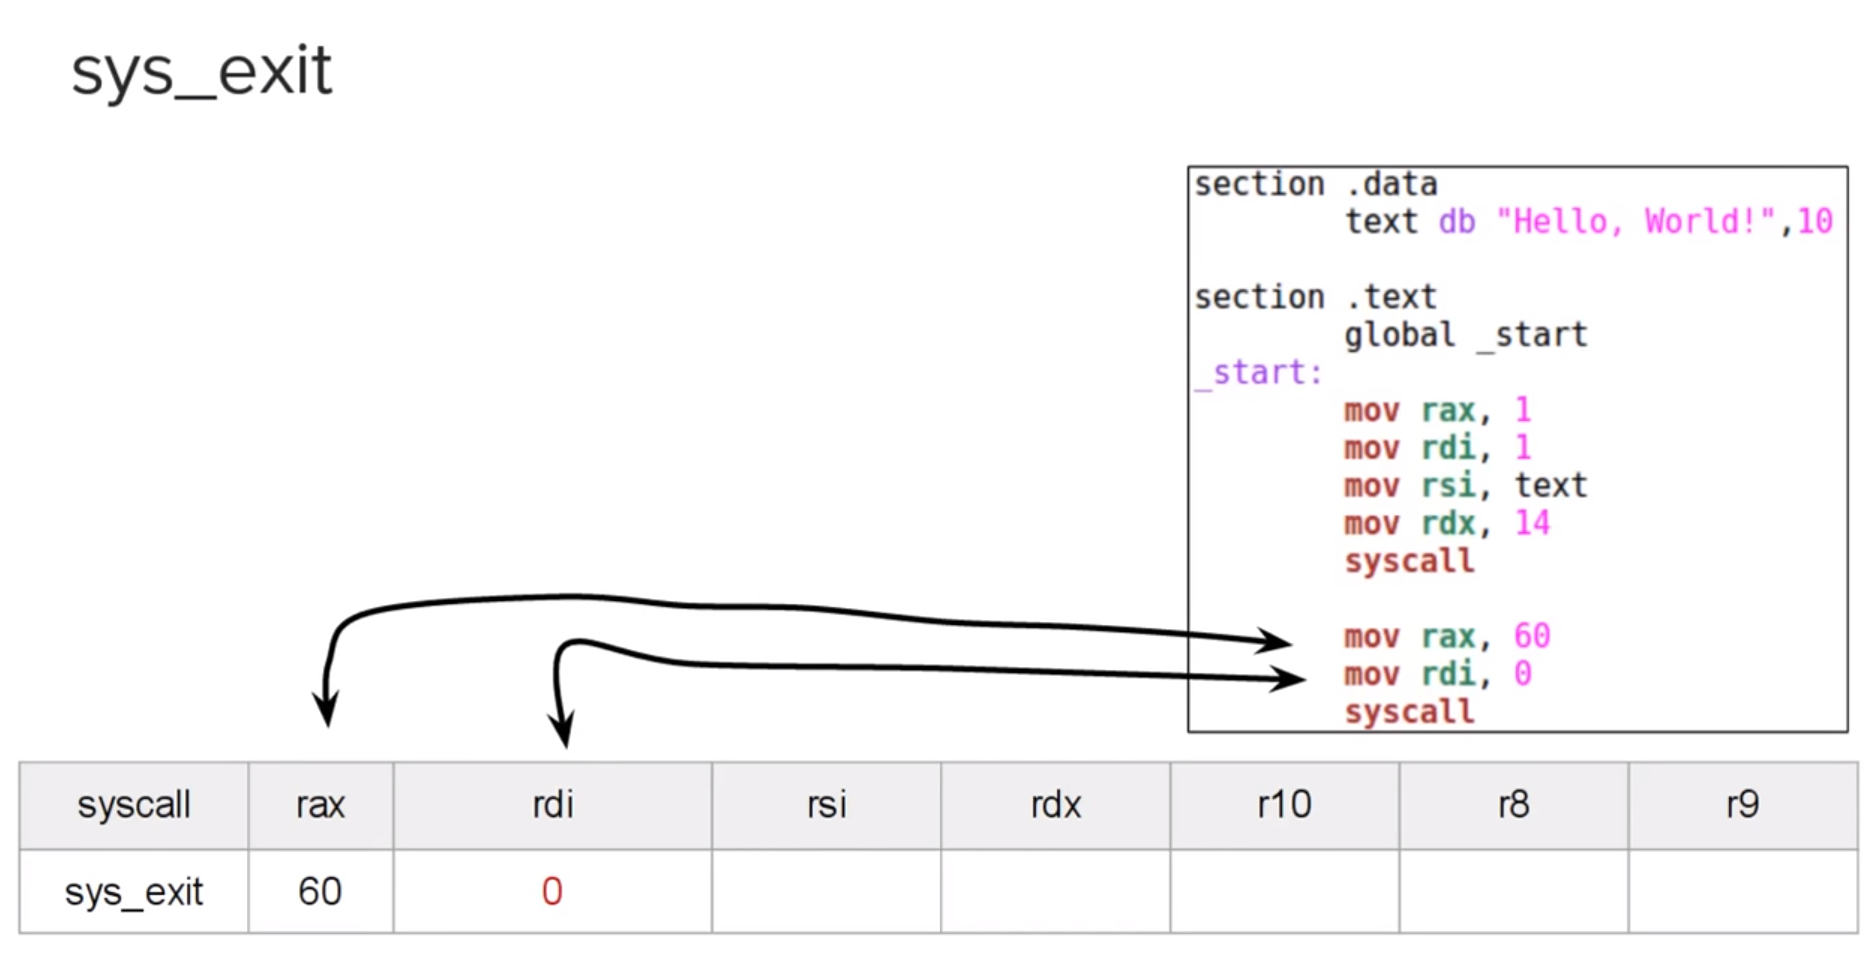 sys_exit
section .data
text db "Hello, World!",10
section .text
global _start
_start:
mov rax, 1
mov rdi, 1
mov rsi, text
mov rdx, 14
syscall
mov rax, 60
mov rdi, 0
syscall
syscall rax rdi rsi rdx r10 r8 r9
sys_exit 60 0